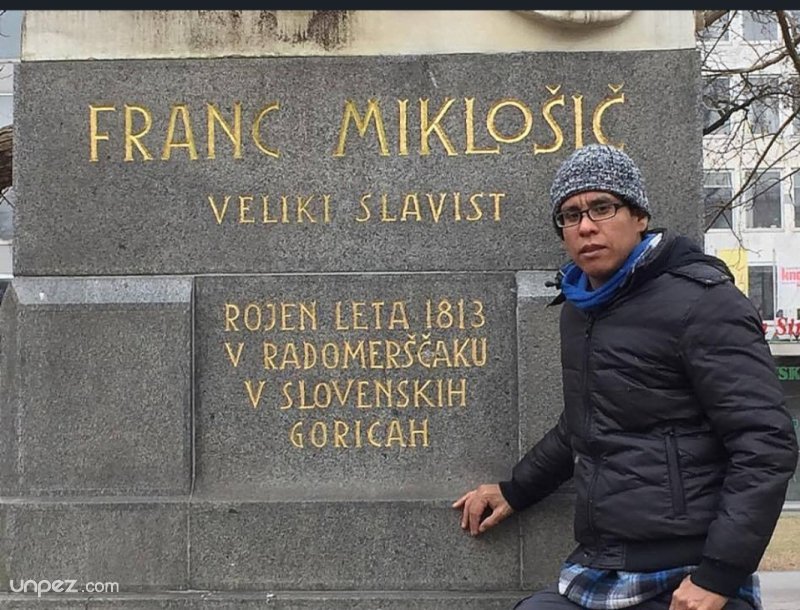 FRANC MIKLOŠIČ
VELIKI SLAVIST
ROJEN LETA 1813
V RADOMERŠČAKU
V SLOVENSKIH
GORICAH
unpez.com